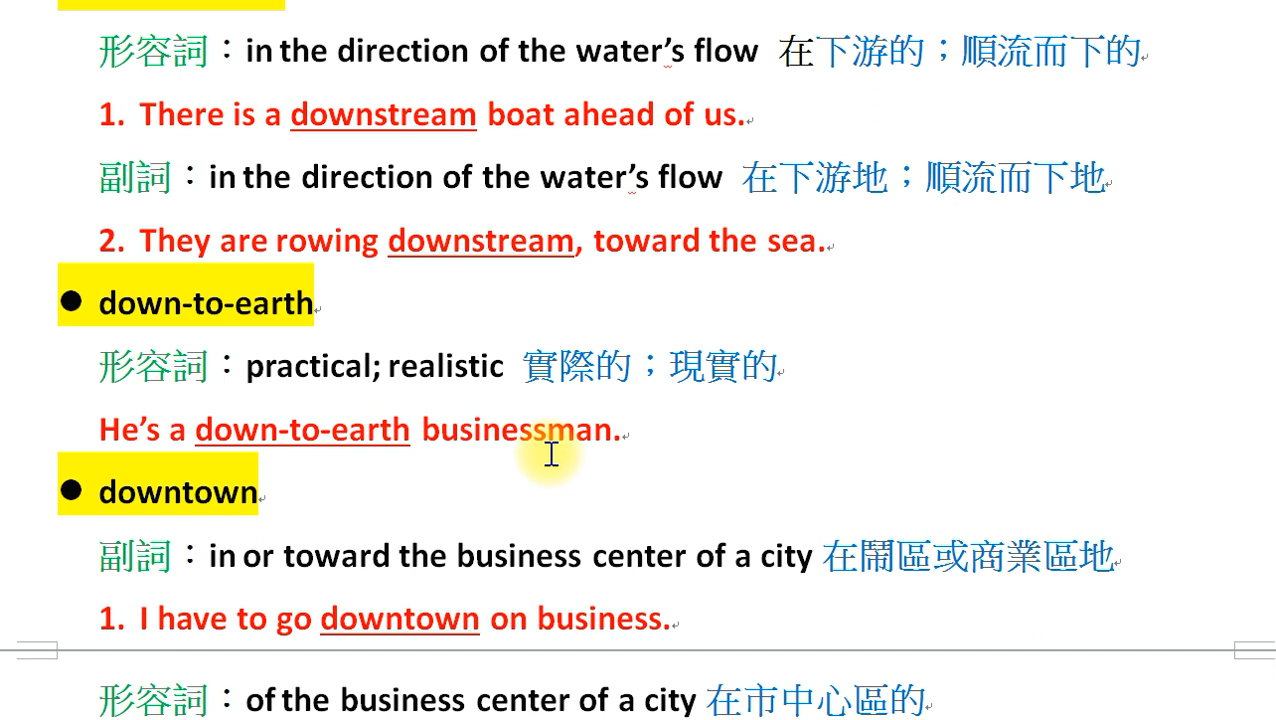 形容詞：in the direction of the water’s flow 在下游的；順流而下的
1. There is a downstream boat ahead of us.
副詞：in the direction of the water’s flow 在下游地；順流而下地
2. They are rowing downstream, toward the sea.
● down-to-earth
形容詞：practical; realistic 實際的；現實的
He’s a down-to-earth businessman.
● downtown
副詞：in or toward the business center of a city 在鬧區或商業區地
1. I have to go downtown on business.
形容詞：of the business center of a city 在市中心區的